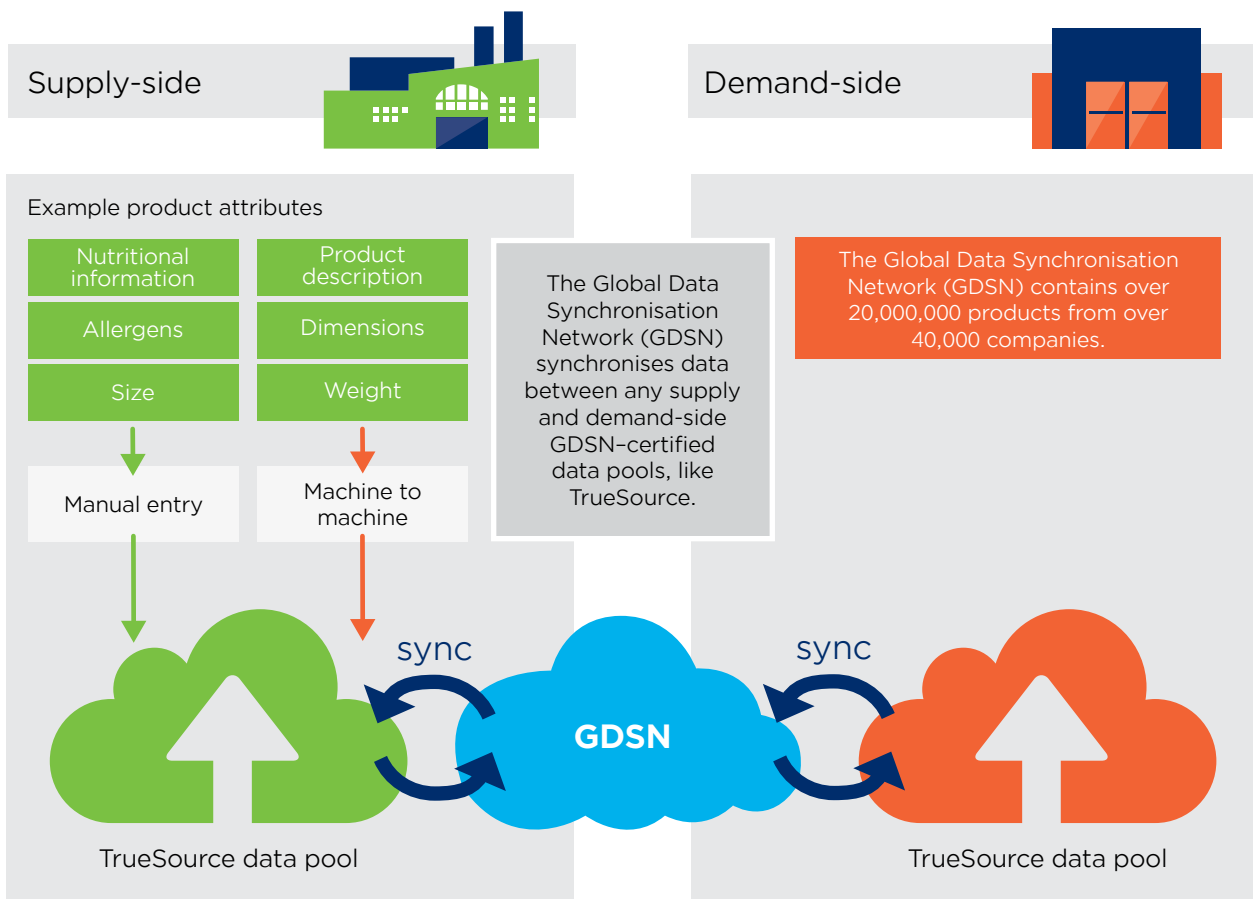 Supply-side
Demand-side
Example product attributes
Nutritional
information
Product
description
Allergens
Dimensions
Size
Weight
Manual entry
Machine to
machine
The Global Data
Synchronisation
Network (GDSN)
synchronises data
between any supply
and demand-side
GDSN–certified
data pools, like
TrueSource.
The Global Data Synchronisation
Network (GDSN) contains over
20,000,000 products from over
40,000 companies.
sync
sync
GDSN
TrueSource data pool
TrueSource data pool